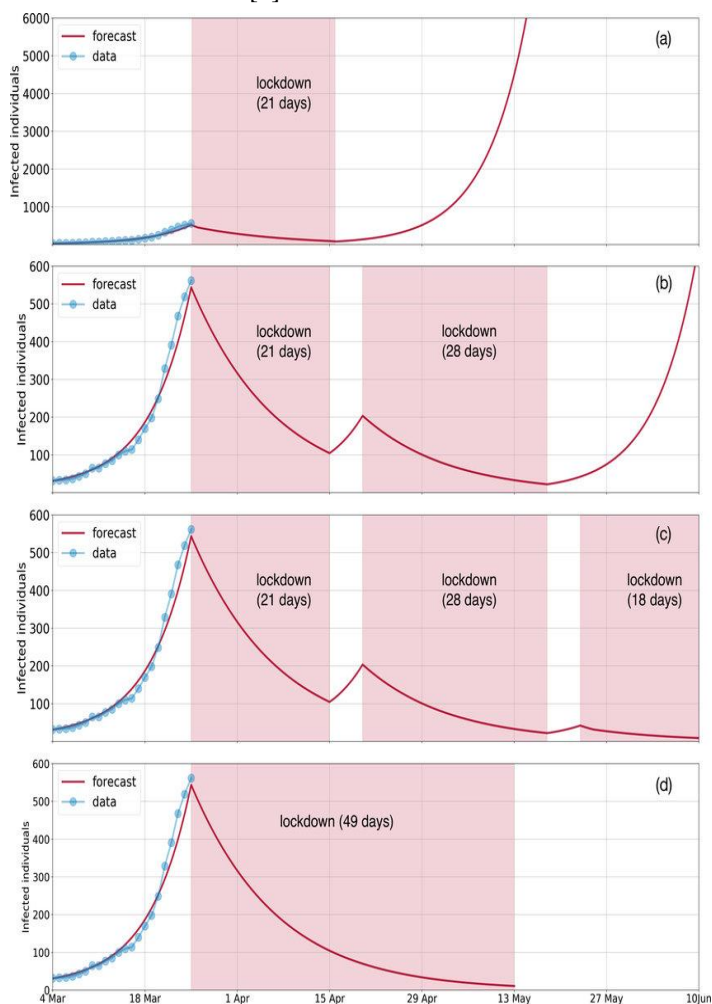 6000
forecast
data
(a)
5000
lockdown
(21 days)
4000
3000
2000
1000
Infected individuals
600
forecast
data
(b)
500
lockdown
(21 days)
lockdown
(28 days)
400
300
200
100
Infected individuals
600
forecast
data
(c)
500
lockdown
(21 days)
lockdown
(28 days)
lockdown
(18 days)
400
300
200
100
Infected individuals
600
forecast
data
(d)
500
lockdown (49 days)
400
300
200
100
0
Infected individuals
4 Mar 18 Mar 1 Apr 15 Apr 29 Apr 13 May 27 May 10 Jun